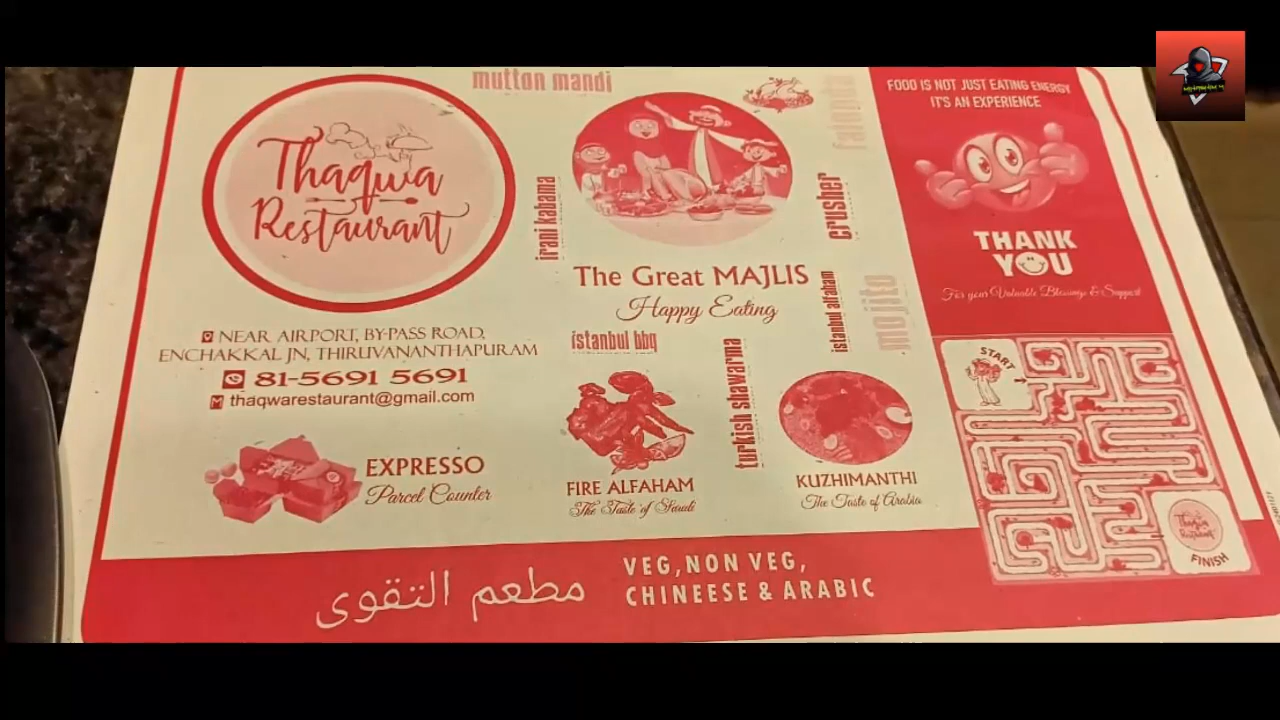 mutton mandi
Thaqwa
Restaurant
irani kabama
falooda
crusher
The Great MAJLIS
Happy Eating
istanbul alfaham
mojito
istanbul bbq
turkish shawarma
FOOD IS NOT JUST EATING ENERGY
IT'S AN EXPERIENCE
THANK
YOU
For your Valuable Blessings & Support
NEAR AIRPORT, BY-PASS ROAD,
ENCHAKKAL JN, THIRUVANANTHAPURAM
81-5691 5691
thaqwarestaurant@gmail.com
EXPRESSO
Parcel Counter
FIRE ALFAHAM
The Taste of Saudi
KUZHIMANTHI
The Taste of Arabia
START
Thaqwa
Restaurant
FINISH
مطعم التقوى
VEG,NON VEG,
CHINEESE & ARABIC